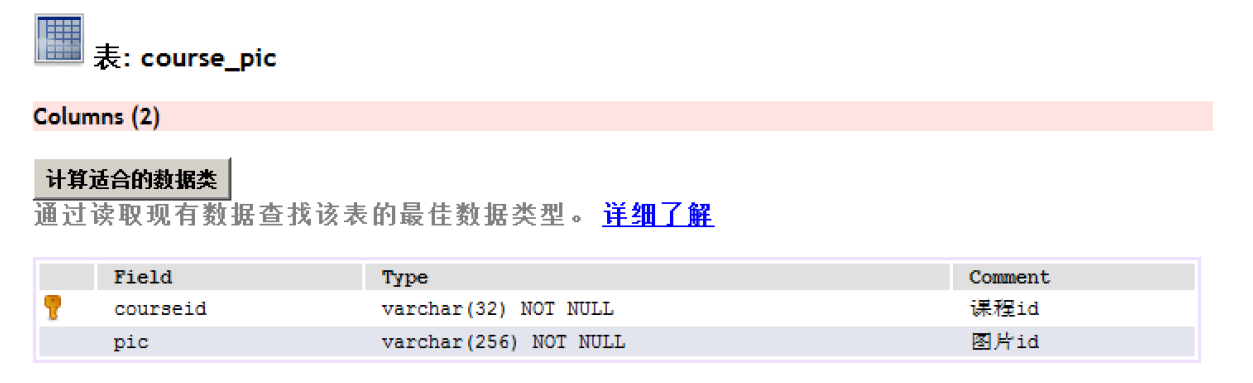 表: course_pic
Columns (2)
计算适合的数据类
通过读取现有数据查找该表的最佳数据类型。 详细了解
Field Type Comment
courseid varchar(32) NOT NULL 课程id
pic varchar(256) NOT NULL 图片id